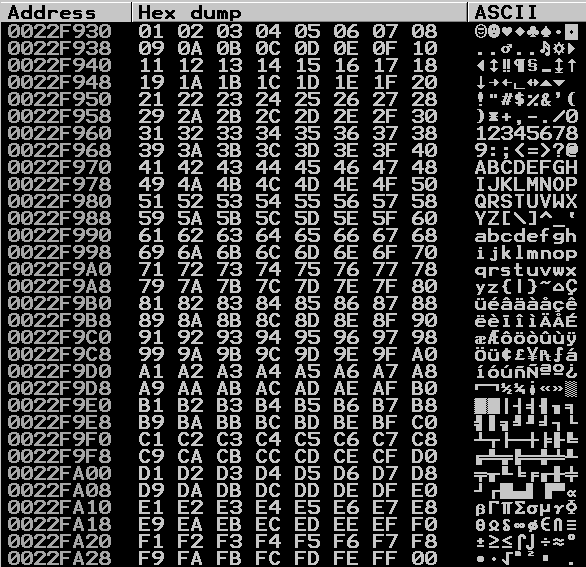 Address Hex dump ASCII
0022F930 01 02 03 04 05 06 07 08 ☺☻♥♦♣♠•◘
0022F938 09 0A 0B 0C 0D 0E 0F 10 ..♂..♫☼►
0022F940 11 12 13 14 15 16 17 18 ◄↕‼¶§▬↨↑
0022F948 19 1A 1B 1C 1D 1E 1F 20 ↓→←∟↔▲▼
0022F950 21 22 23 24 25 26 27 28 !"#$%&'(
0022F958 29 2A 2B 2C 2D 2E 2F 30 )*+,-./0
0022F960 31 32 33 34 35 36 37 38 12345678
0022F968 39 3A 3B 3C 3D 3E 3F 40 9:;<=>?@
0022F970 41 42 43 44 45 46 47 48 ABCDEFGH
0022F978 49 4A 4B 4C 4D 4E 4F 50 IJKLMNOP
0022F980 51 52 53 54 55 56 57 58 QRSTUVWX
0022F988 59 5A 5B 5C 5D 5E 5F 60 YZ[\]^_`
0022F990 61 62 63 64 65 66 67 68 abcdefgh
0022F998 69 6A 6B 6C 6D 6E 6F 70 ijklmnop
0022F9A0 71 72 73 74 75 76 77 78 qrstuvwx
0022F9A8 79 7A 7B 7C 7D 7E 7F 80 yz{|}~⌂Ç
0022F9B0 81 82 83 84 85 86 87 88 üéâäàåçê
0022F9B8 89 8A 8B 8C 8D 8E 8F 90 ëèïîìÄÅÉ
0022F9C0 91 92 93 94 95 96 97 98 æÆôöòûùÿ
0022F9C8 99 9A 9B 9C 9D 9E 9F A0 ÖÜ¢£¥₧ƒá
0022F9D0 A1 A2 A3 A4 A5 A6 A7 A8 íóúñÑªº¿
0022F9D8 A9 AA AB AC AD AE AF B0 ⌐¬½¼¡«»░
0022F9E0 B1 B2 B3 B4 B5 B6 B7 B8 ▒▓│┤╡╢╖╕
0022F9E8 B9 BA BB BC BD BE BF C0 ╣║╗╝╜╛┐└
0022F9F0 C1 C2 C3 C4 C5 C6 C7 C8 ┴┬├─┼╞╟╚
0022F9F8 C9 CA CB CC CD CE CF D0 ╔╩╦╠═╬╧╨
0022FA00 D1 D2 D3 D4 D5 D6 D7 D8 ╤╥╙╘╒╓╫╪
0022FA08 D9 DA DB DC DD DE DF E0 ┘┌█▄▌▐▀α
0022FA10 E1 E2 E3 E4 E5 E6 E7 E8 ßΓπΣσµτΦ
0022FA18 E9 EA EB EC ED EE EF F0 ΘΩδ∞φε∩≡
0022FA20 F1 F2 F3 F4 F5 F6 F7 F8 ±≥≤⌠⌡÷≈°
0022FA28 F9 FA FB FC FD FE FF 00 ∙·√ⁿ²■ .